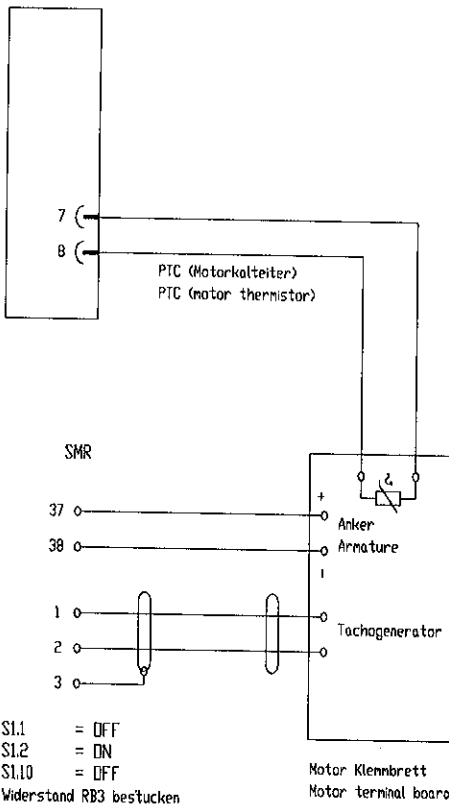 7
8
PTC (Motorkalteiter)
PTC (motor thermistor)
SMR
37
+
Anker
38
Armature
1
Tachogenerator
2
3
S1.1 = OFF
S1.2 = ON
S1.10 = OFF
Widerstand RB3 bestucken
Motor Klemmbrett
Motor terminal board